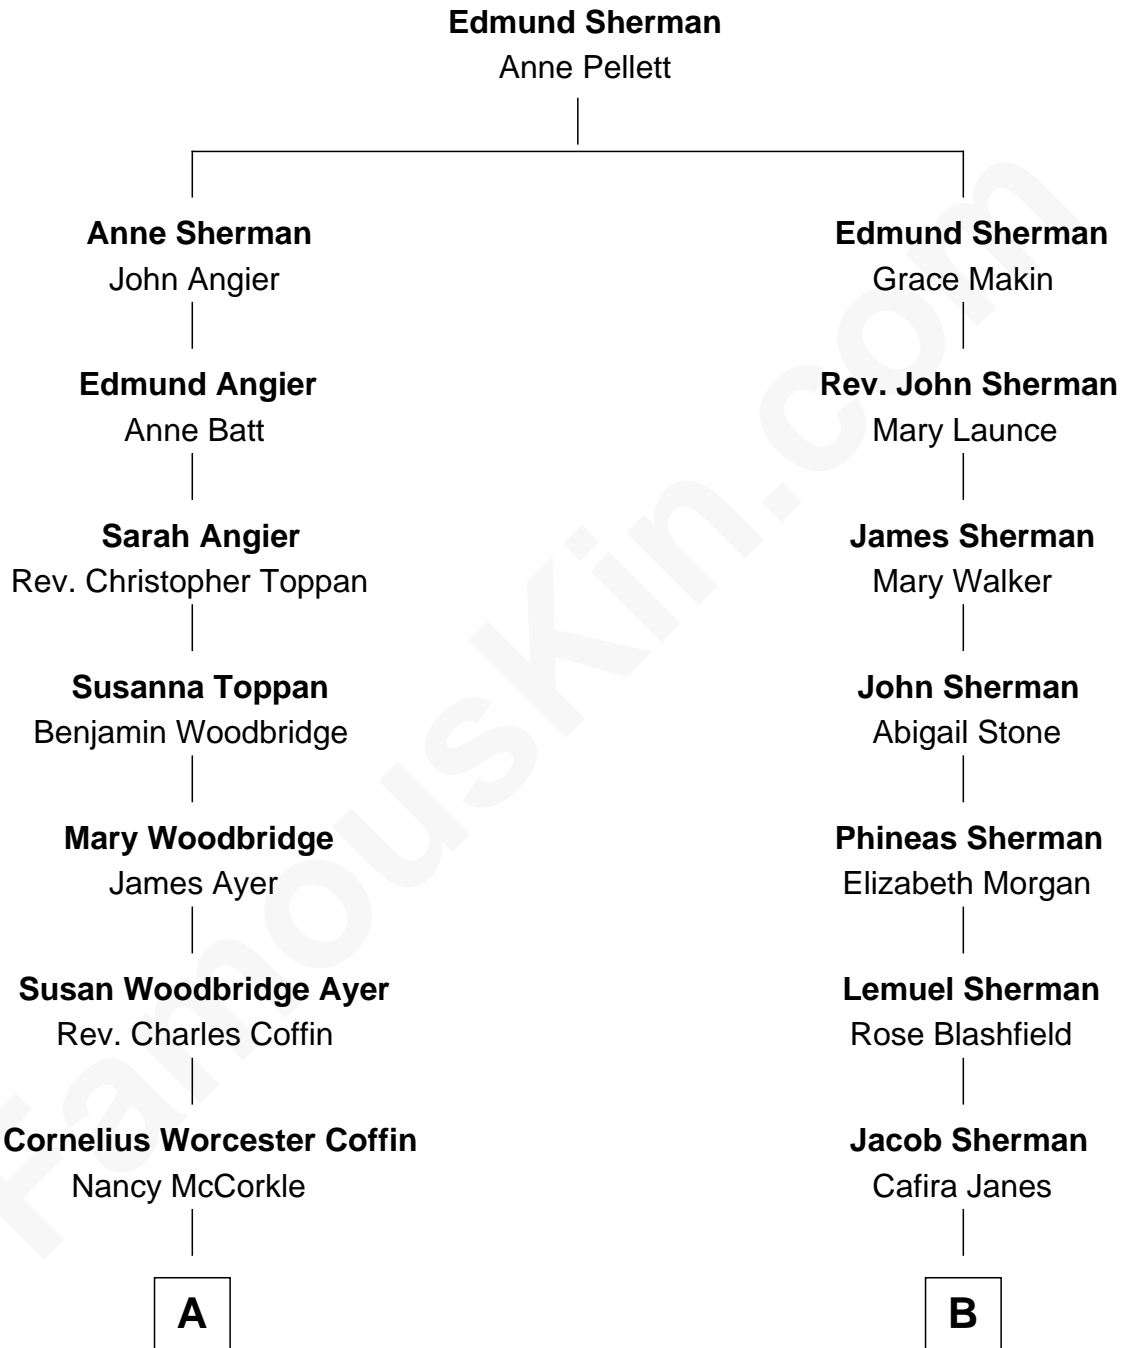 Edmund Sherman
Anne Pellett
Anne Sherman
John Angier
Edmund Sherman
Grace Makin
Edmund Angier
Anne Batt
Rev. John Sherman
Mary Launce
Sarah Angier
Rev. Christopher Toppan
James Sherman
Mary Walker
Susanna Toppan
Benjamin Woodbridge
John Sherman
Abigail Stone
Mary Woodbridge
James Ayer
Phineas Sherman
Elizabeth Morgan
Susan Woodbridge Ayer
Rev. Charles Coffin
Lemuel Sherman
Rose Blashfield
Cornelius Worcester Coffin
Nancy McCorkle
Jacob Sherman
Cafira Janes
A
B
FamousKin.com